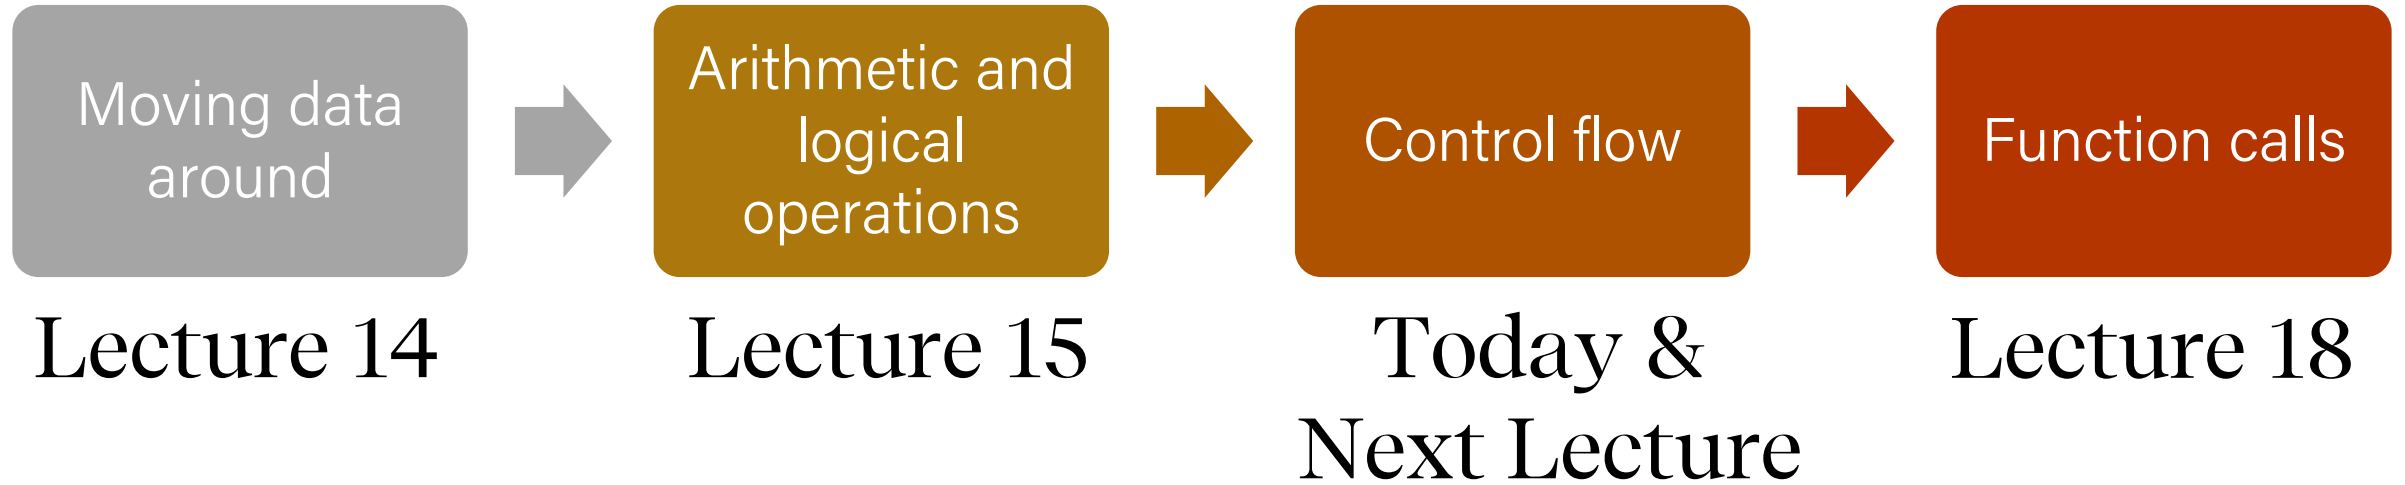 Moving data
around
Arithmetic and
logical
operations
Control flow
Function calls
Lecture 14
Lecture 15
Today &
Next Lecture
Lecture 18